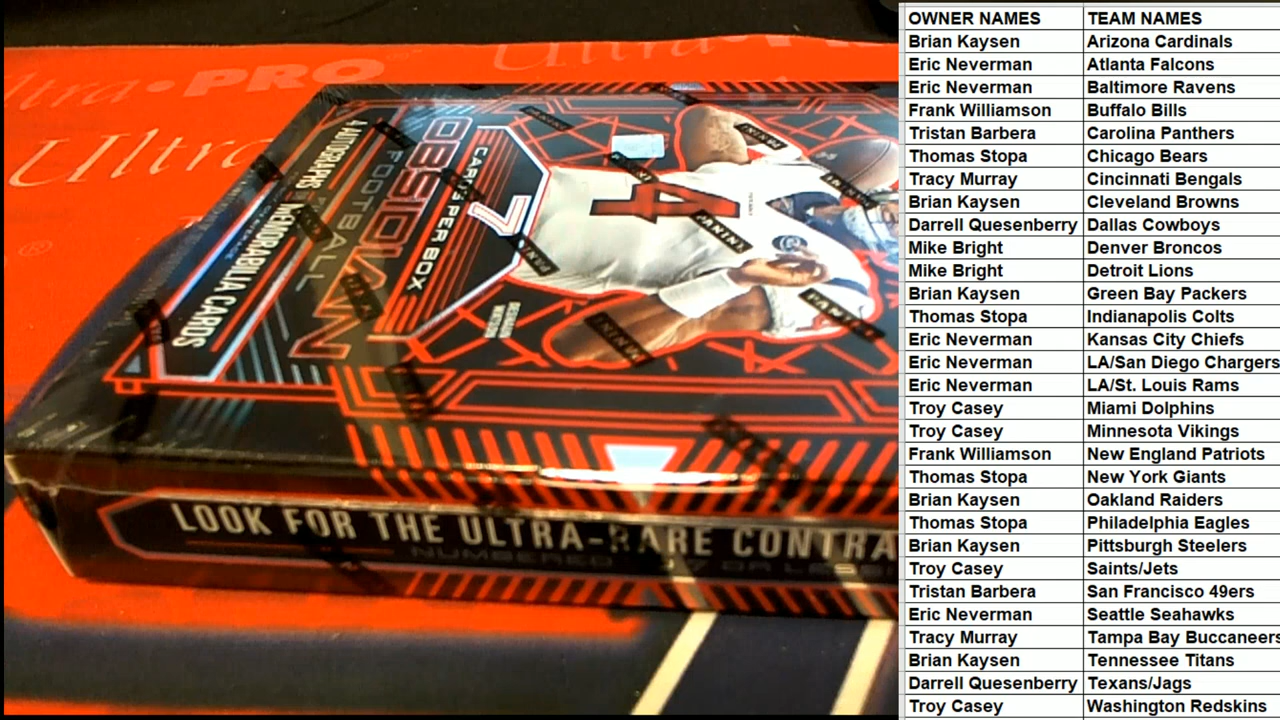 Ultra•PRO
Ultra
4 AUTOGRAPHS
MEMORABILIA CARDS
OBSIDIAN
FOOTBALL
7
CARDS PER BOX
4
PANINI
PANINI
PANINI
PANINI
LOOK FOR THE ULTRA-RARE CONTRA
NUMBERED
OWNER NAMES TEAM NAMES
Brian Kaysen Arizona Cardinals
Eric Neverman Atlanta Falcons
Eric Neverman Baltimore Ravens
Frank Williamson Buffalo Bills
Tristan Barbera Carolina Panthers
Thomas Stopa Chicago Bears
Tracy Murray Cincinnati Bengals
Brian Kaysen Cleveland Browns
Darrell Quesenberry Dallas Cowboys
Mike Bright Denver Broncos
Mike Bright Detroit Lions
Brian Kaysen Green Bay Packers
Thomas Stopa Indianapolis Colts
Eric Neverman Kansas City Chiefs
Eric Neverman LA/San Diego Chargers
Eric Neverman LA/St. Louis Rams
Troy Casey Miami Dolphins
Troy Casey Minnesota Vikings
Frank Williamson New England Patriots
Thomas Stopa New York Giants
Brian Kaysen Oakland Raiders
Thomas Stopa Philadelphia Eagles
Brian Kaysen Pittsburgh Steelers
Troy Casey Saints/Jets
Tristan Barbera San Francisco 49ers
Eric Neverman Seattle Seahawks
Tracy Murray Tampa Bay Buccaneers
Brian Kaysen Tennessee Titans
Darrell Quesenberry Texans/Jags
Troy Casey Washington Redskins